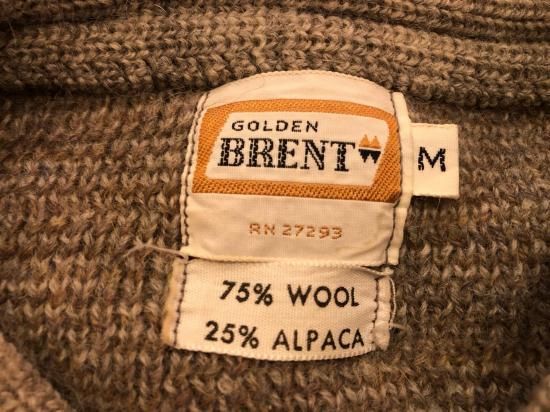 GOLDEN
BRENT
M
RN 27293
75% WOOL
25% ALPACA